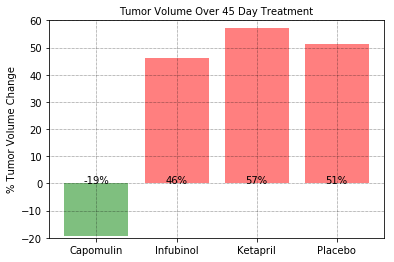 Tumor Volume Over 45 Day Treatment
% Tumor Volume Change
60
50
40
30
20
10
0
−10
−20
-19% 46% 57% 51%
Capomulin Infubinol Ketapril Placebo